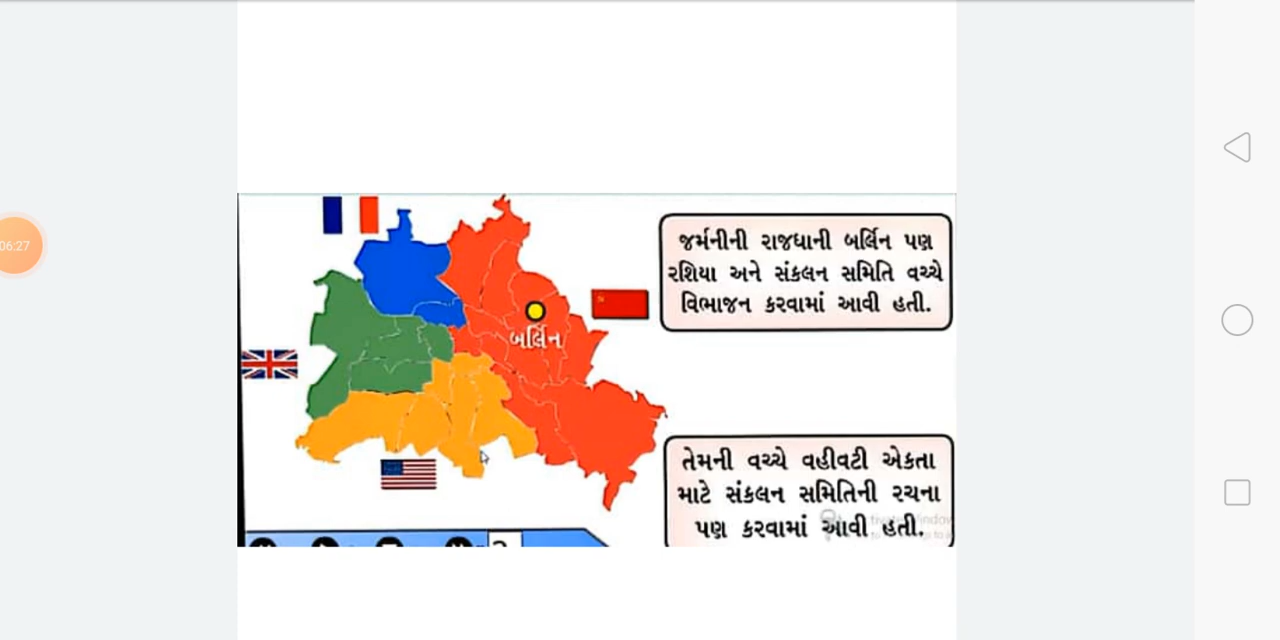 06:27
જર્મનીની રાજધાની બર્લિન પણ
રશિયા અને સંકલન સમિતિ વચ્ચે
વિભાજન કરવામાં આવી હતી.
બર્લિન
તેમની વચ્ચે વહીવટી એકતા
માટે સંકલન સમિતિની રચના
પણ કરવામાં આવી હતી.